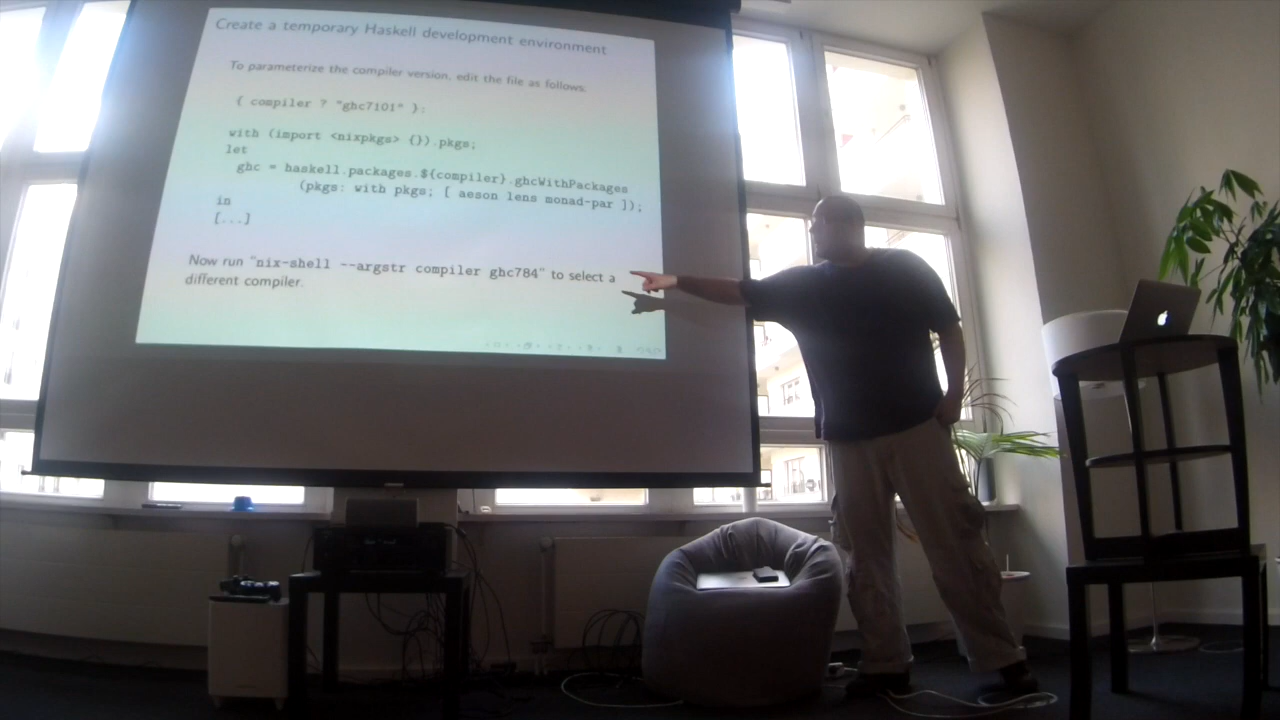 Create a temporary Haskell development environment
To parameterize the compiler version, edit the file as follows:
{ compiler ? "ghc7101" }:
with (import <nixpkgs> {}).pkgs;
let
ghc = haskell.packages.${compiler}.ghcWithPackages
(pkgs: with pkgs; [ aeson lens monad-par ]);
in
[...]
Now run "nix-shell --argstr compiler ghc784" to select a
different compiler.